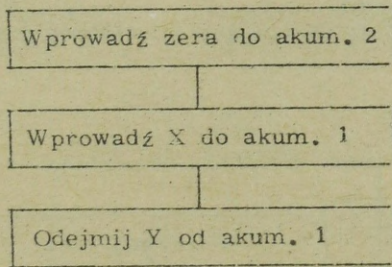 Wprowadź zera do akum. 2
Wprowadź X do akum. 1
Odejmij Y od akum. 1